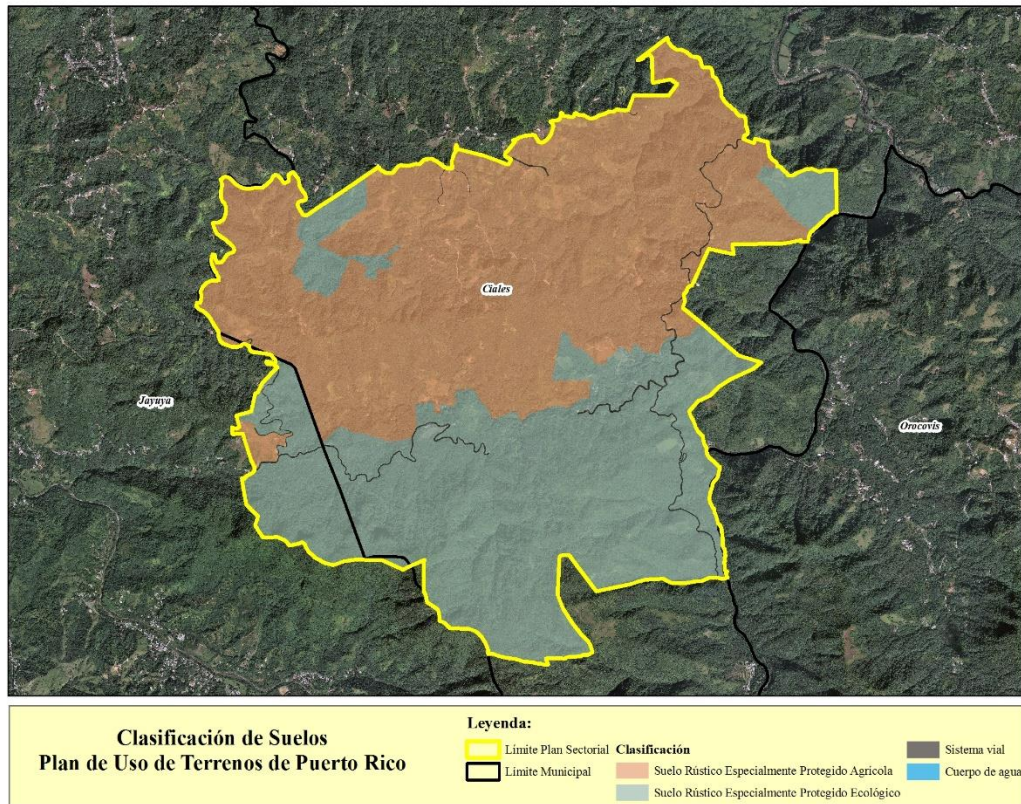 Ciales
Jayuya
Orocovis
Clasificación de Suelos
Plan de Uso de Terrenos de Puerto Rico
Leyenda:
Límite Plan Sectorial
Límite Municipal
Clasificación
Suelo Rústico Especialmente Protegido Agrícola
Suelo Rústico Especialmente Protegido Ecológico
Sistema vial
Cuerpo de agua